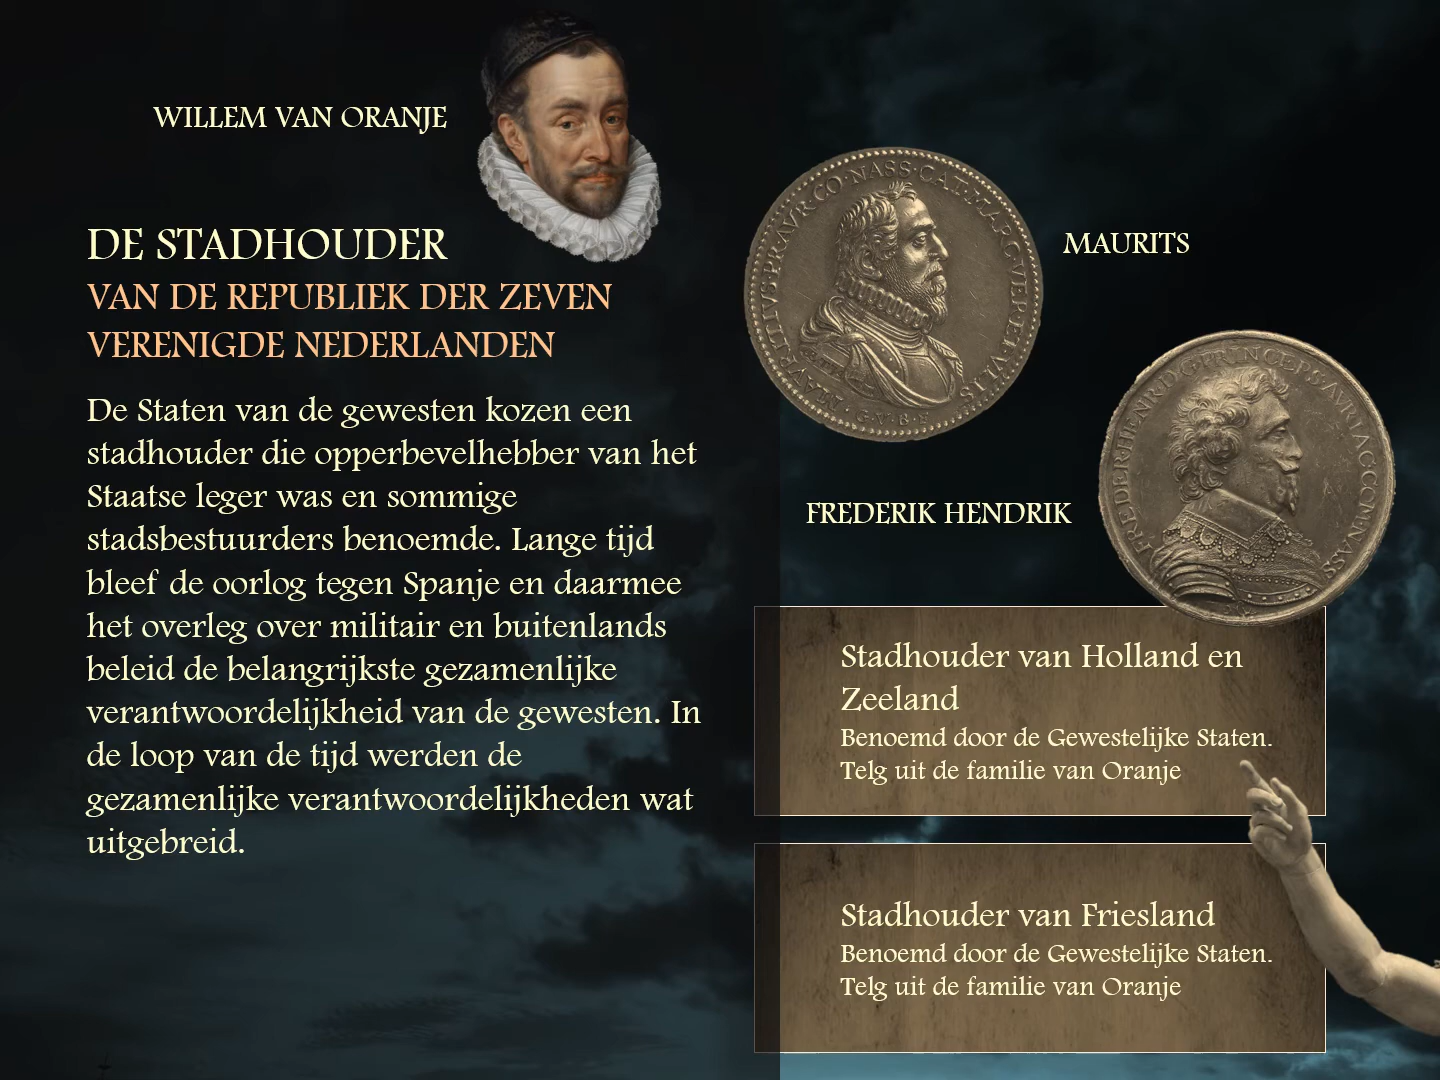 WILLEM VAN ORANJE
DE STADHOUDER
VAN DE REPUBLIEK DER ZEVEN
VERENIGDE NEDERLANDEN
De Staten van de gewesten kozen een
stadhouder die opperbevelhebber van het
Staatse leger was en sommige
stadsbestuurders benoemde. Lange tijd
bleef de oorlog tegen Spanje en daarmee
het overleg over militair en buitenlands
beleid de belangrijkste gezamenlijke
verantwoordelijkheid van de gewesten. In
de loop van de tijd werden de
gezamenlijke verantwoordelijkheden wat
uitgebreid.
MAURITS
FREDERIK HENDRIK
Stadhouder van Holland en
Zeeland
Benoemd door de Gewestelijke Staten.
Telg uit de familie van Oranje
Stadhouder van Friesland
Benoemd door de Gewestelijke Staten.
Telg uit de familie van Oranje